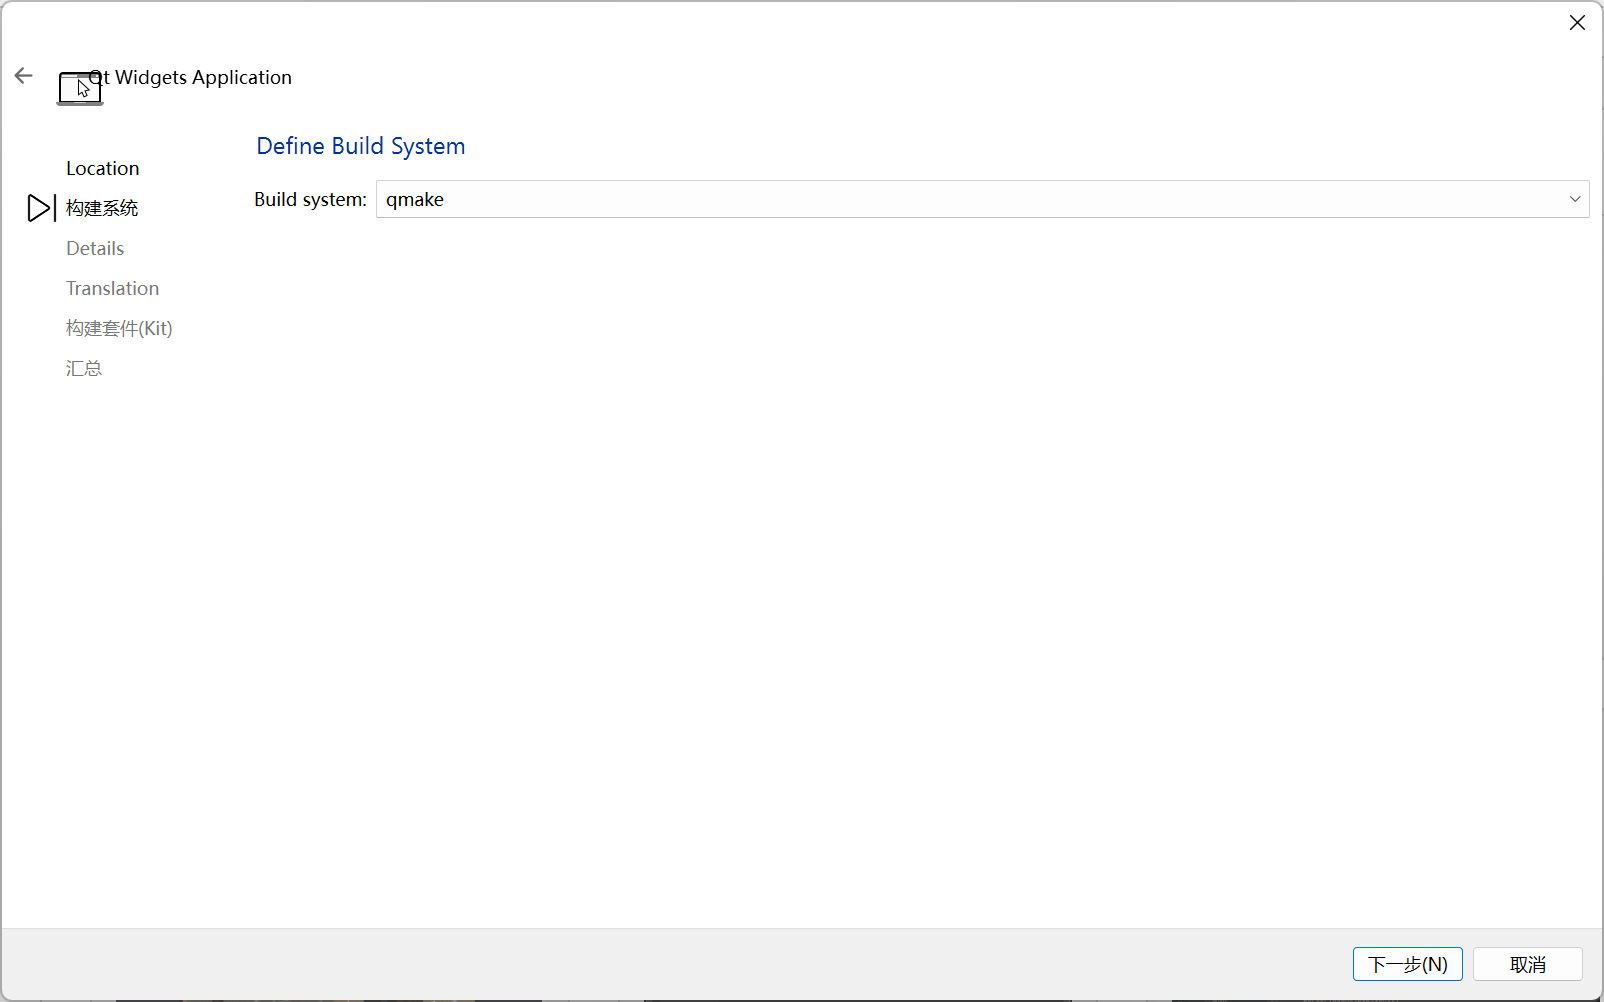 Qt Widgets Application
Define Build System
Location
构建系统
Details
Translation
构建套件(Kit)
汇总
Build system: qmake
下一步(N)
取消